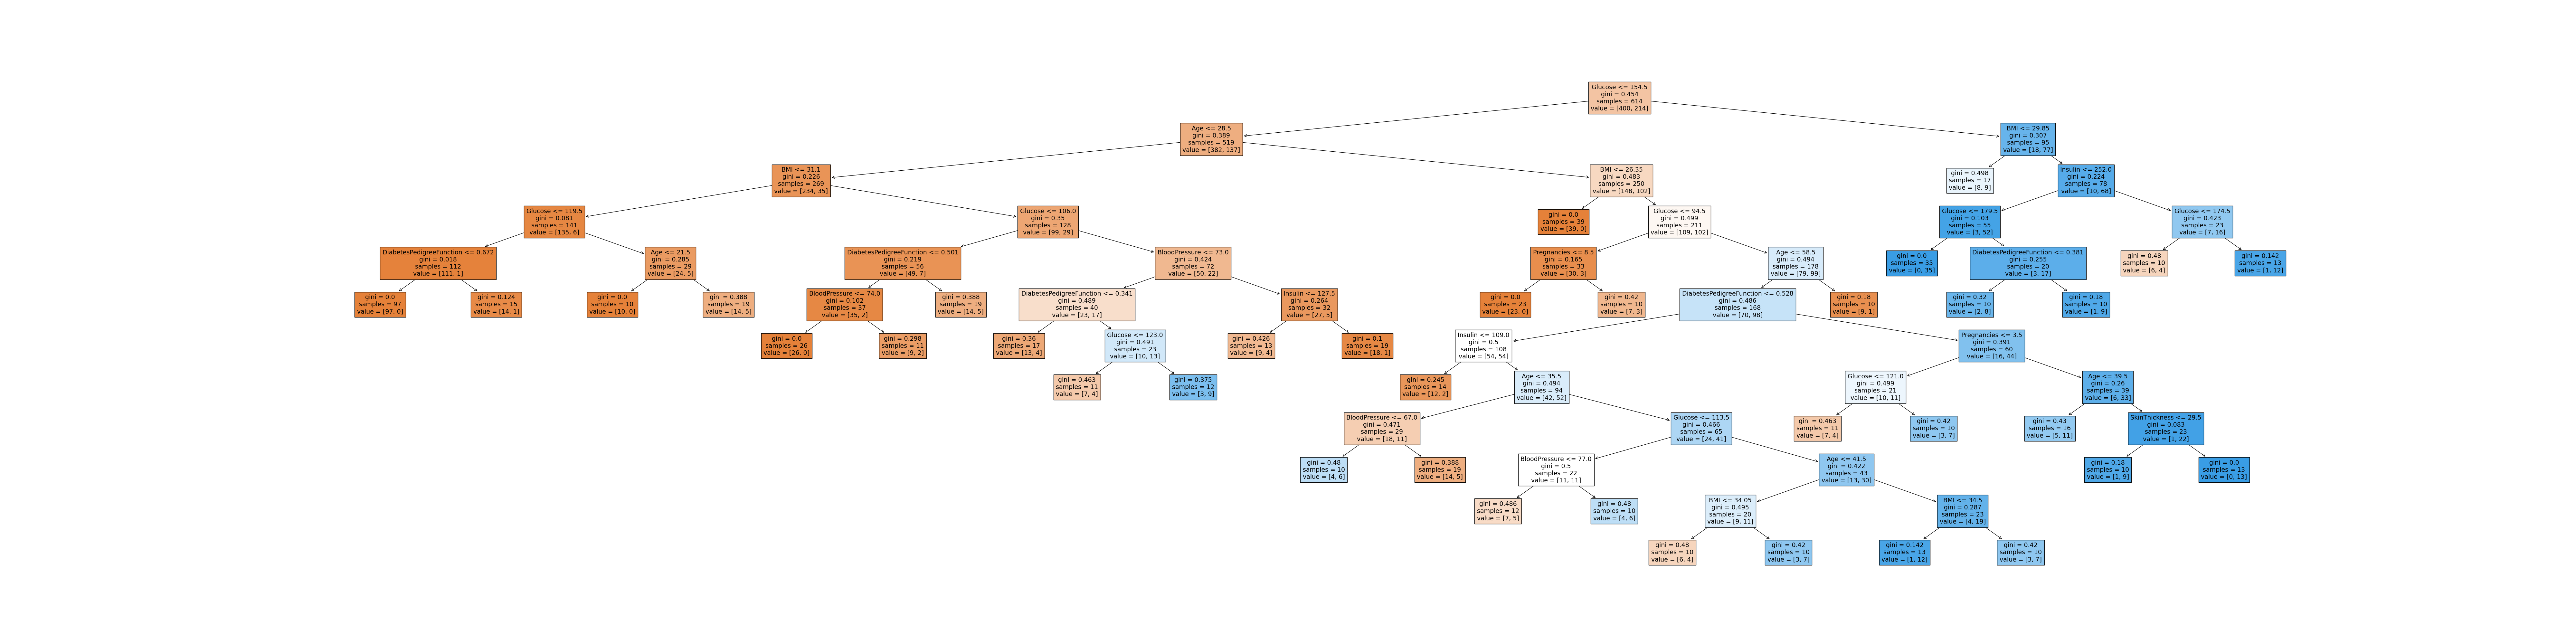 Glucose <= 154.5
gini = 0.454
samples = 614
value = [400, 214]
Age <= 28.5
gini = 0.389
samples = 519
value = [382, 137]
BMI <= 29.85
gini = 0.307
samples = 95
value = [18, 77]
BMI <= 31.1
gini = 0.226
samples = 269
value = [234, 35]
BMI <= 26.35
gini = 0.483
samples = 250
value = [148, 102]
gini = 0.498
samples = 17
value = [8, 9]
Insulin <= 252.0
gini = 0.224
samples = 78
value = [10, 68]
Glucose <= 119.5
gini = 0.081
samples = 141
value = [135, 6]
Glucose <= 106.0
gini = 0.35
samples = 128
value = [99, 29]
gini = 0.0
samples = 39
value = [39, 0]
Glucose <= 94.5
gini = 0.499
samples = 211
value = [109, 102]
Glucose <= 179.5
gini = 0.103
samples = 55
value = [3, 52]
Glucose <= 174.5
gini = 0.423
samples = 23
value = [7, 16]
DiabetesPedigreeFunction <= 0.672
gini = 0.018
samples = 112
value = [111, 1]
Age <= 21.5
gini = 0.285
samples = 29
value = [24, 5]
DiabetesPedigreeFunction <= 0.501
gini = 0.219
samples = 56
value = [49, 7]
BloodPressure <= 73.0
gini = 0.424
samples = 72
value = [50, 22]
Pregnancies <= 8.5
gini = 0.165
samples = 33
value = [30, 3]
Age <= 58.5
gini = 0.494
samples = 178
value = [79, 99]
gini = 0.0
samples = 35
value = [0, 35]
DiabetesPedigreeFunction <= 0.381
gini = 0.255
samples = 20
value = [3, 17]
gini = 0.48
samples = 10
value = [6, 4]
gini = 0.142
samples = 13
value = [1, 12]
gini = 0.0
samples = 97
value = [97, 0]
gini = 0.124
samples = 15
value = [14, 1]
gini = 0.0
samples = 10
value = [10, 0]
gini = 0.388
samples = 19
value = [14, 5]
BloodPressure <= 74.0
gini = 0.102
samples = 37
value = [35, 2]
gini = 0.388
samples = 19
value = [14, 5]
DiabetesPedigreeFunction <= 0.341
gini = 0.489
samples = 40
value = [23, 17]
Insulin <= 127.5
gini = 0.264
samples = 32
value = [27, 5]
gini = 0.0
samples = 23
value = [23, 0]
gini = 0.42
samples = 10
value = [7, 3]
DiabetesPedigreeFunction <= 0.528
gini = 0.486
samples = 168
value = [70, 98]
gini = 0.18
samples = 10
value = [9, 1]
gini = 0.32
samples = 10
value = [2, 8]
gini = 0.18
samples = 10
value = [1, 9]
gini = 0.0
samples = 26
value = [26, 0]
gini = 0.298
samples = 11
value = [9, 2]
gini = 0.36
samples = 17
value = [13, 4]
Glucose <= 123.0
gini = 0.491
samples = 23
value = [10, 13]
gini = 0.426
samples = 13
value = [9, 4]
gini = 0.1
samples = 19
value = [18, 1]
Insulin <= 109.0
gini = 0.5
samples = 108
value = [54, 54]
Pregnancies <= 3.5
gini = 0.391
samples = 60
value = [16, 44]
gini = 0.463
samples = 11
value = [7, 4]
gini = 0.375
samples = 12
value = [3, 9]
gini = 0.245
samples = 14
value = [12, 2]
Age <= 35.5
gini = 0.494
samples = 94
value = [42, 52]
Glucose <= 121.0
gini = 0.499
samples = 21
value = [10, 11]
Age <= 39.5
gini = 0.26
samples = 39
value = [6, 33]
BloodPressure <= 67.0
gini = 0.471
samples = 29
value = [18, 11]
Glucose <= 113.5
gini = 0.466
samples = 65
value = [24, 41]
gini = 0.463
samples = 11
value = [7, 4]
gini = 0.42
samples = 10
value = [3, 7]
gini = 0.43
samples = 16
value = [5, 11]
SkinThickness <= 29.5
gini = 0.083
samples = 23
value = [1, 22]
gini = 0.48
samples = 10
value = [4, 6]
gini = 0.388
samples = 19
value = [14, 5]
BloodPressure <= 77.0
gini = 0.5
samples = 22
value = [11, 11]
Age <= 41.5
gini = 0.422
samples = 43
value = [13, 30]
gini = 0.18
samples = 10
value = [1, 9]
gini = 0.0
samples = 13
value = [0, 13]
gini = 0.486
samples = 12
value = [7, 5]
gini = 0.48
samples = 10
value = [4, 6]
BMI <= 34.05
gini = 0.495
samples = 20
value = [9, 11]
BMI <= 34.5
gini = 0.287
samples = 23
value = [4, 19]
gini = 0.48
samples = 10
value = [6, 4]
gini = 0.42
samples = 10
value = [3, 7]
gini = 0.142
samples = 13
value = [1, 12]
gini = 0.42
samples = 10
value = [3, 7]